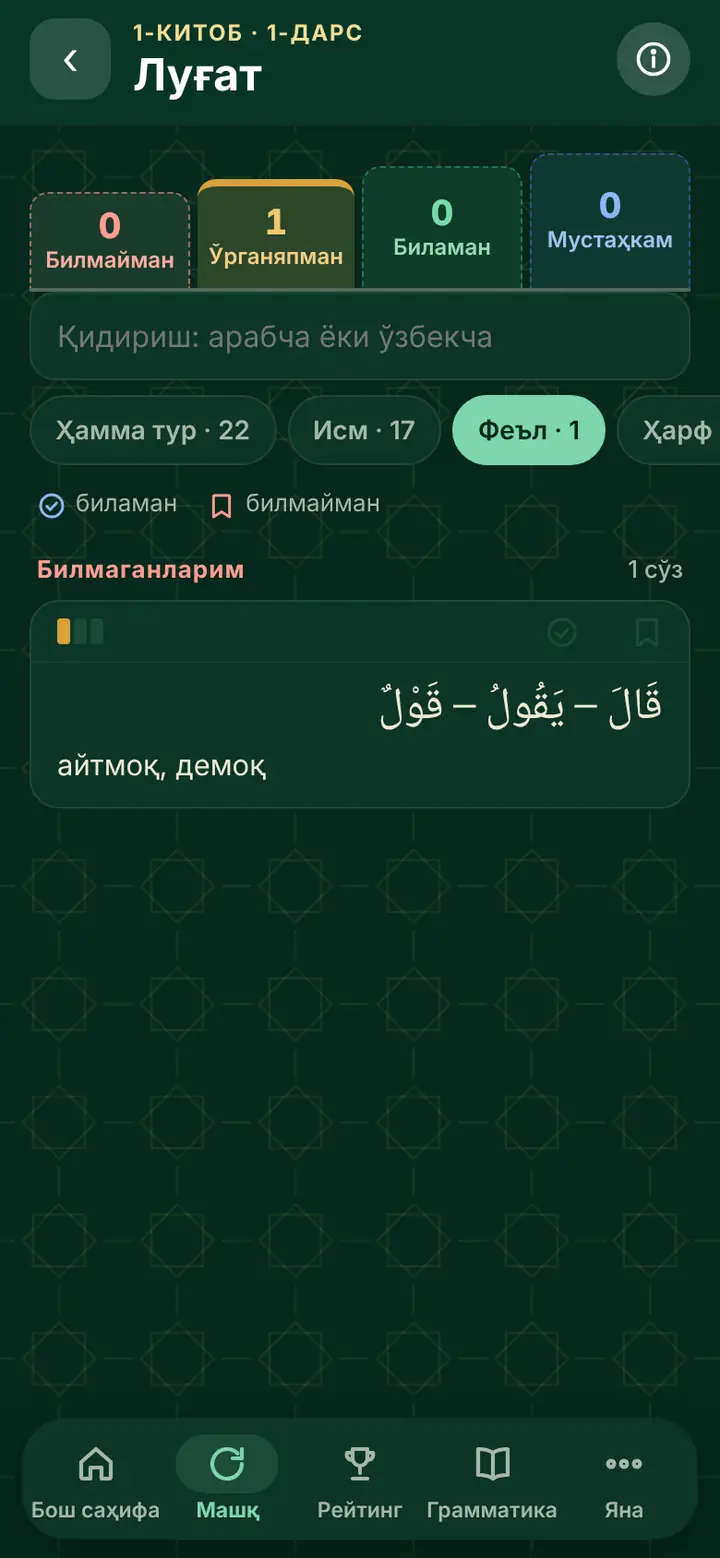 1-КИТОБ · 1-ДАРС
Луғат
0
Билмайман
1
Ўрганяпман
0
Биламан
0
Мустаҳкам
Қидириш: арабча ёки ўзбекча
Ҳамма тур · 22
Исм · 17
Феъл · 1
Ҳарф
биламан
билмайман
Билмаганларим
1 сўз
قَالَ – يَقُولُ – قَوْلٌ
айтмоқ, демоқ
Бош саҳифа
Машқ
Рейтинг
Грамматика
Яна